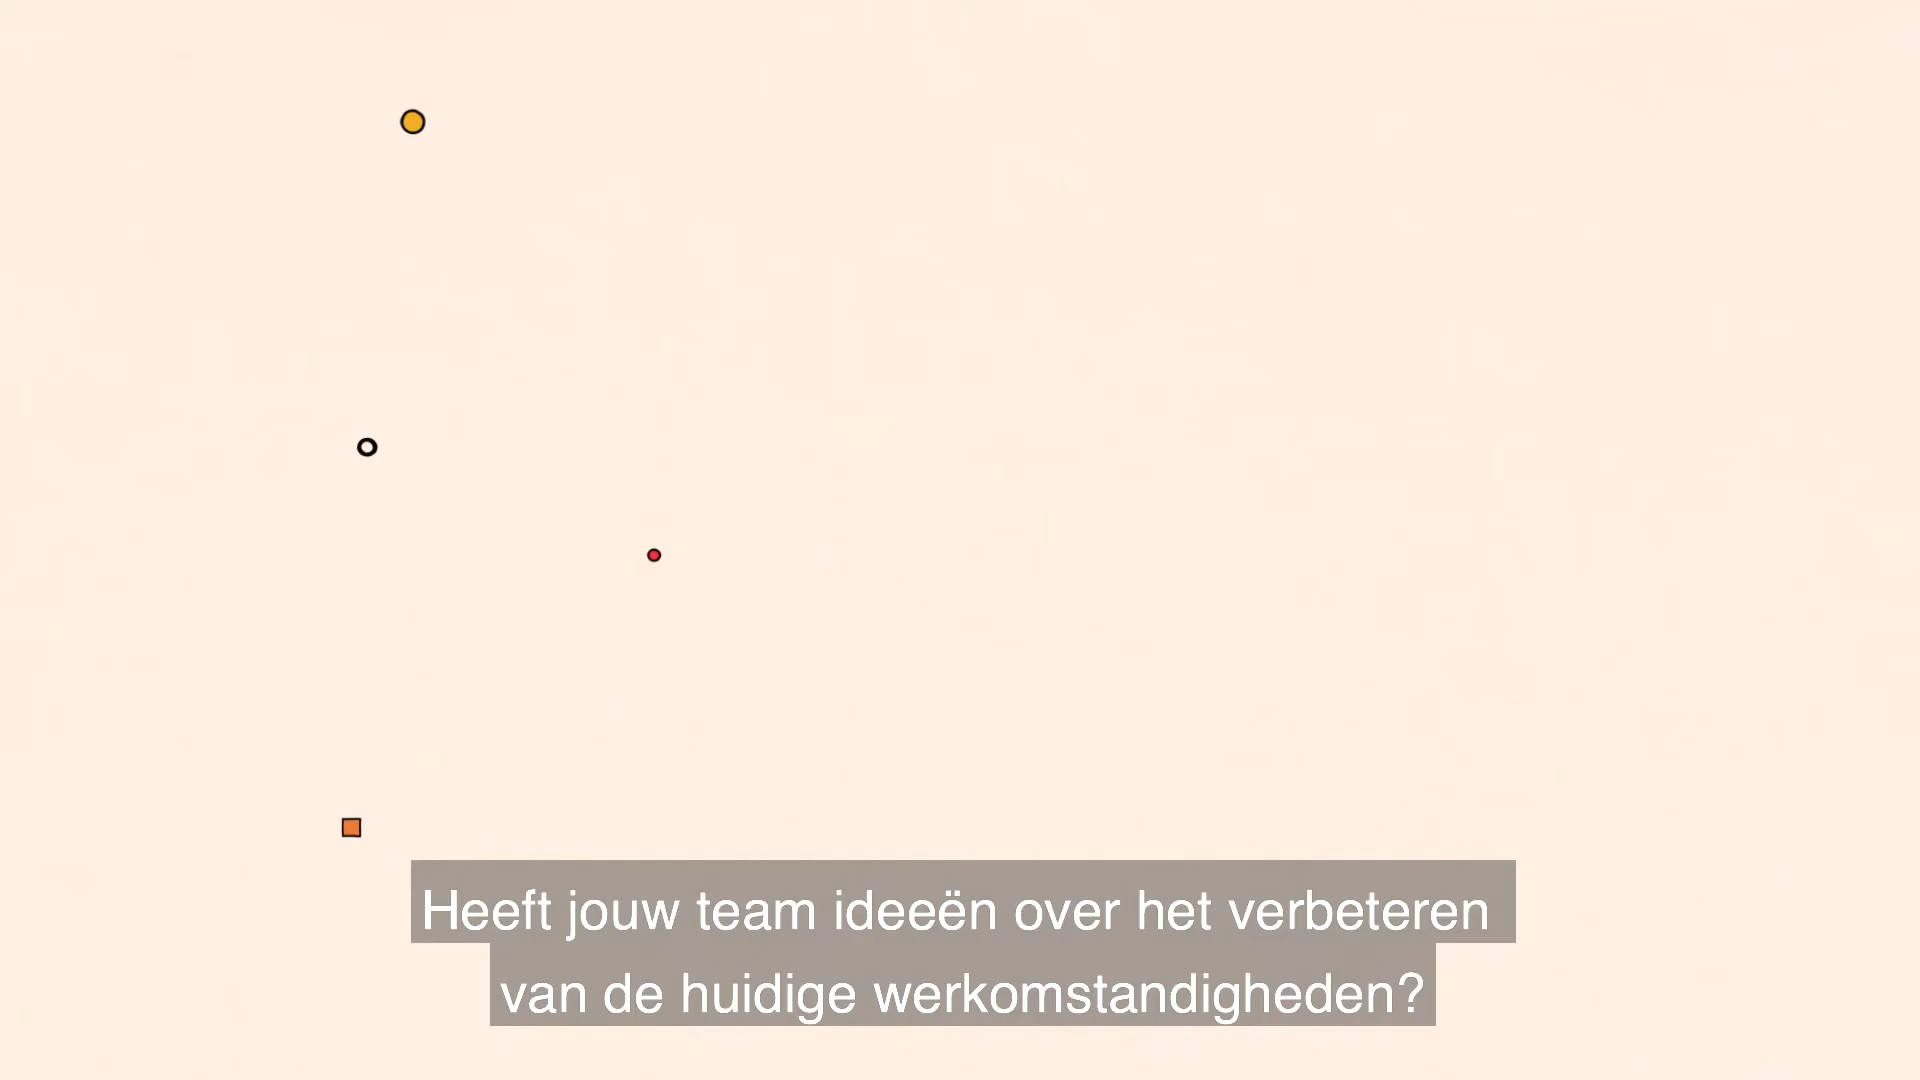 Heeft jouw team ideeën over het verbeteren
van de huidige werkomstandigheden?